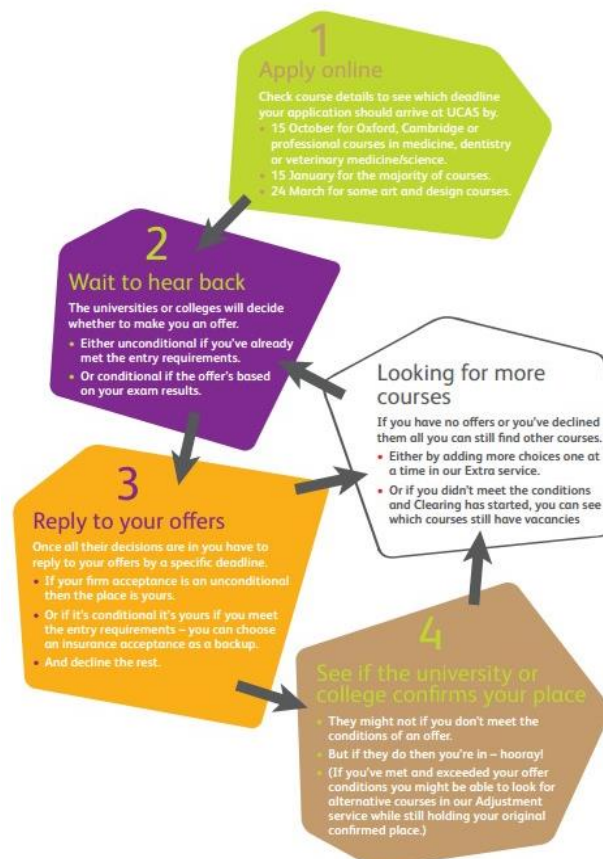 1
Apply online
Check course details to see which deadline
your application should arrive at UCAS by.
• 15 October for Oxford, Cambridge or
professional courses in medicine, dentistry
or veterinary medicine/science.
• 15 January for the majority of courses.
• 24 March for some art and design courses.
2
Wait to hear back
The universities or colleges will decide
whether to make you an offer.
• Either unconditional if you've already
met the entry requirements.
• Or conditional if the offer's based
on your exam results.
Looking for more
courses
If you have no offers or you've declined
them all you can still find other courses.
• Either by adding more choices one at
a time in our Extra service.
• Or if you didn't meet the conditions
and Clearing has started, you can see
which courses still have vacancies
3
Reply to your offers
Once all their decisions are in you have to
reply to your offers by a specific deadline.
• If your firm acceptance is an unconditional
then the place is yours.
• Or if it's conditional it's yours if you meet
the entry requirements – you can choose
an insurance acceptance as a backup.
• And decline the rest.
4
See if the university or
college confirms your place
• They might not if you don't meet the
conditions of an offer.
• But if they do then you're in – hooray!
• (If you've met and exceeded your offer
conditions you might be able to look for
alternative courses in our Adjustment
service while still holding your original
confirmed place.)